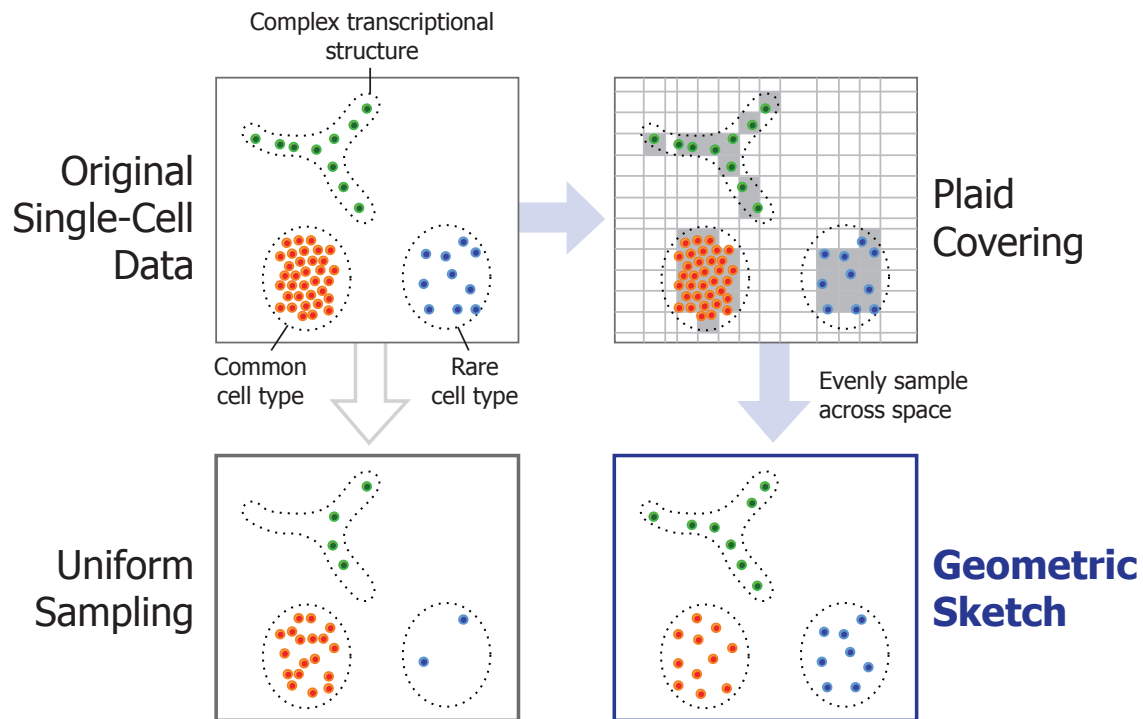 Complex transcriptional
structure
Original
Single-Cell
Data
Plaid
Covering
Common
cell type
Rare
cell type
Evenly sample
across space
Uniform
Sampling
Geometric
Sketch